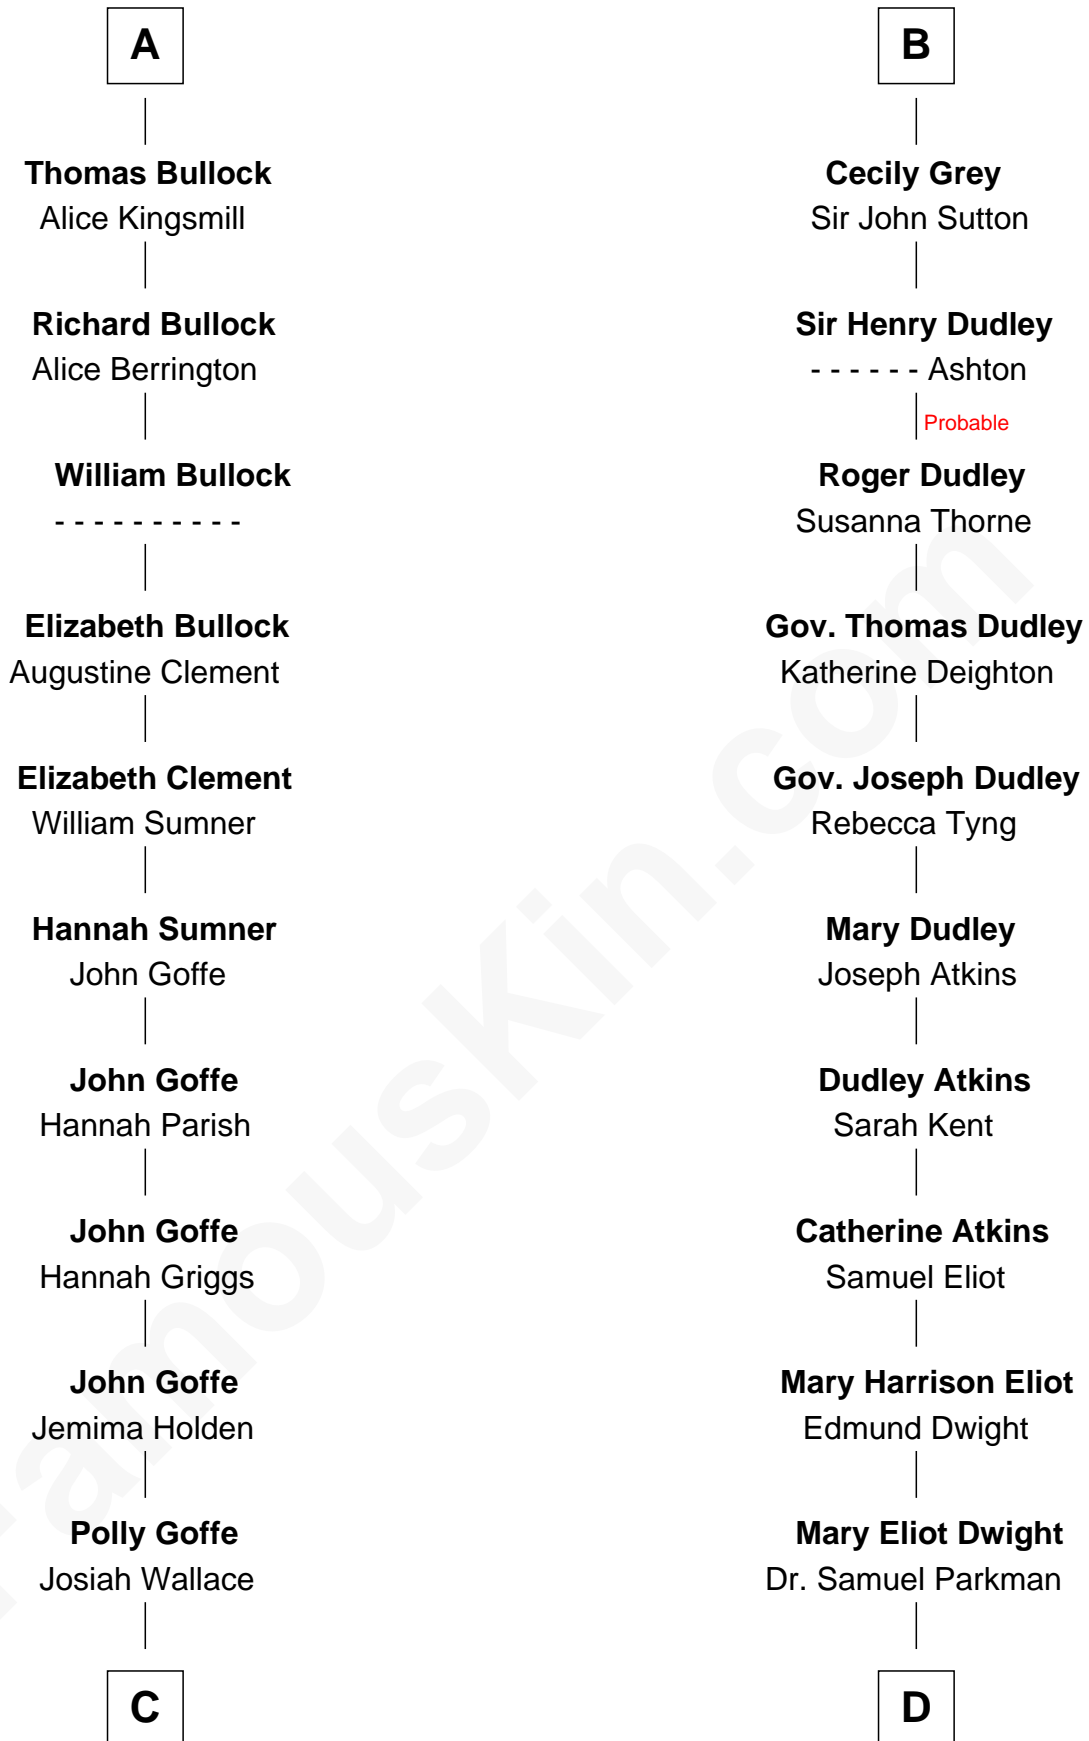 A
Thomas Bullock
Alice Kingsmill
Richard Bullock
Alice Berrington
William Bullock
- - - - - - - - - -
Elizabeth Bullock
Augustine Clement
Elizabeth Clement
William Sumner
Hannah Sumner
John Goffe
John Goffe
Hannah Parish
John Goffe
Hannah Griggs
John Goffe
Jemima Holden
Polly Goffe
Josiah Wallace
C
B
Cecily Grey
Sir John Sutton
Sir Henry Dudley
- - - - - - Ashton
Probable
Roger Dudley
Susanna Thorne
Gov. Thomas Dudley
Katherine Deighton
Gov. Joseph Dudley
Rebecca Tyng
Mary Dudley
Joseph Atkins
Dudley Atkins
Sarah Kent
Catherine Atkins
Samuel Eliot
Mary Harrison Eliot
Edmund Dwight
Mary Eliot Dwight
Dr. Samuel Parkman
D
FamousKin.com